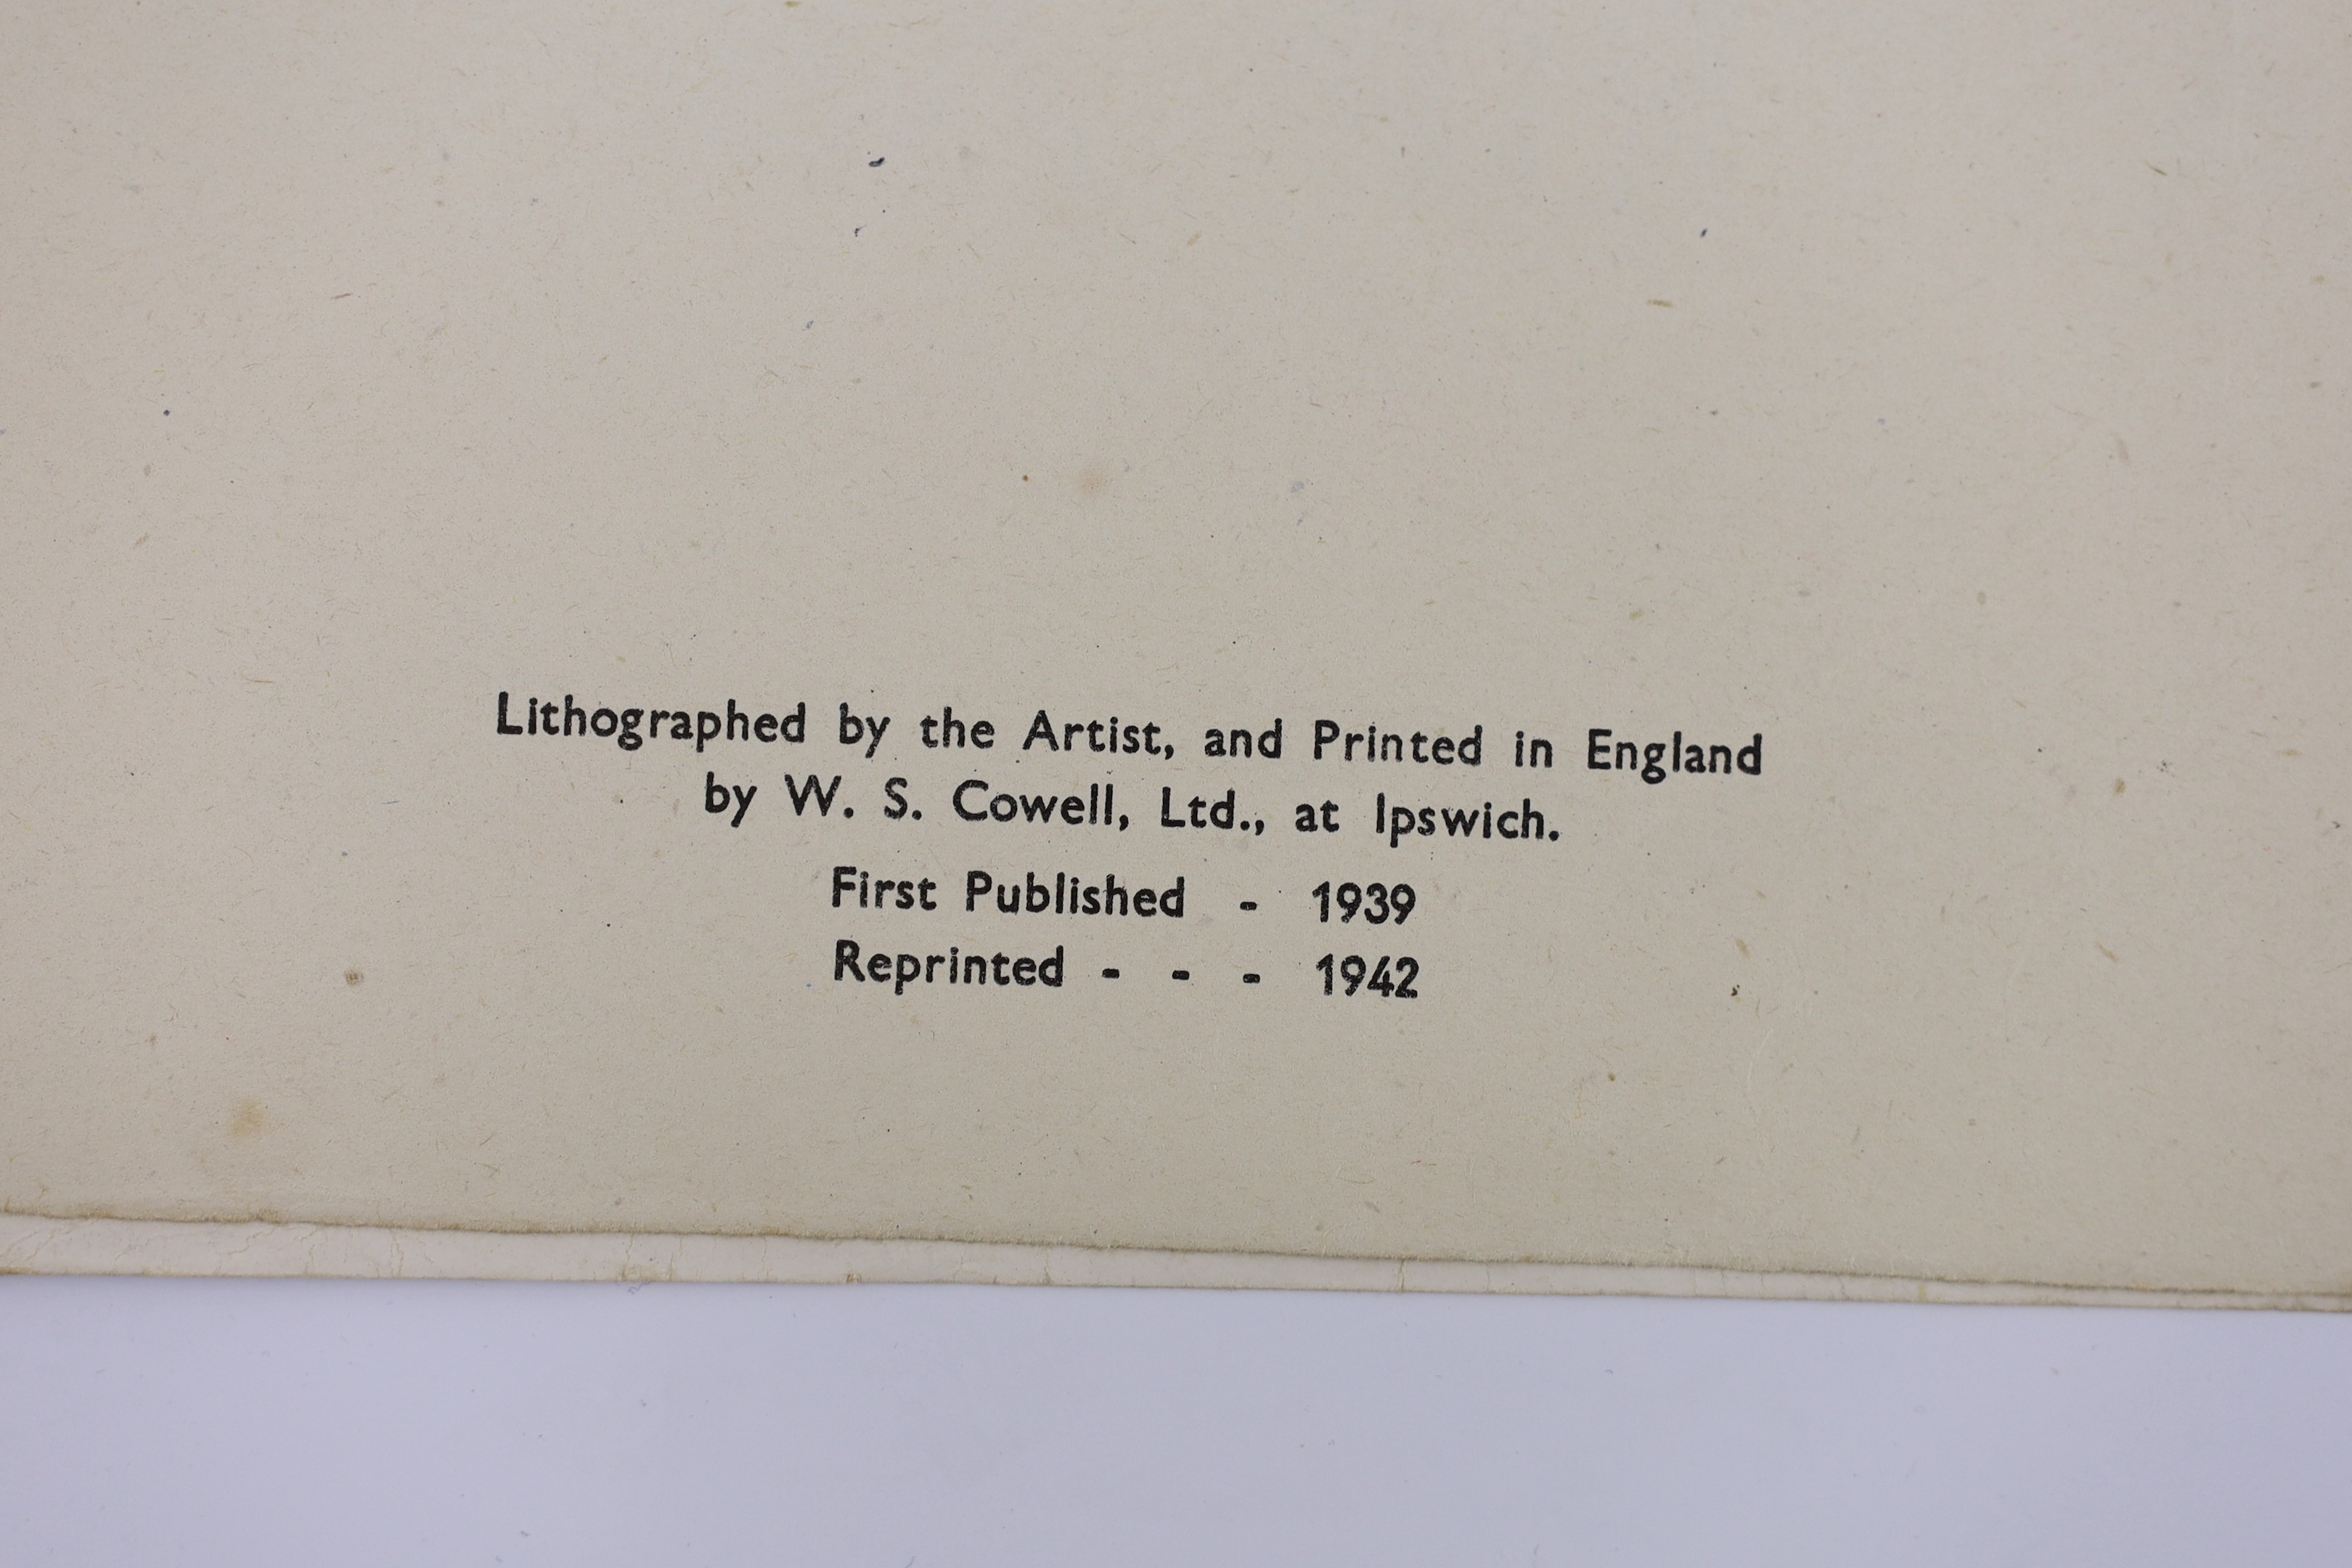 Lithographed by the Artist, and Printed in England
by W. S. Cowell, Ltd., at Ipswich.
First Published - 1939
Reprinted - - - 1942